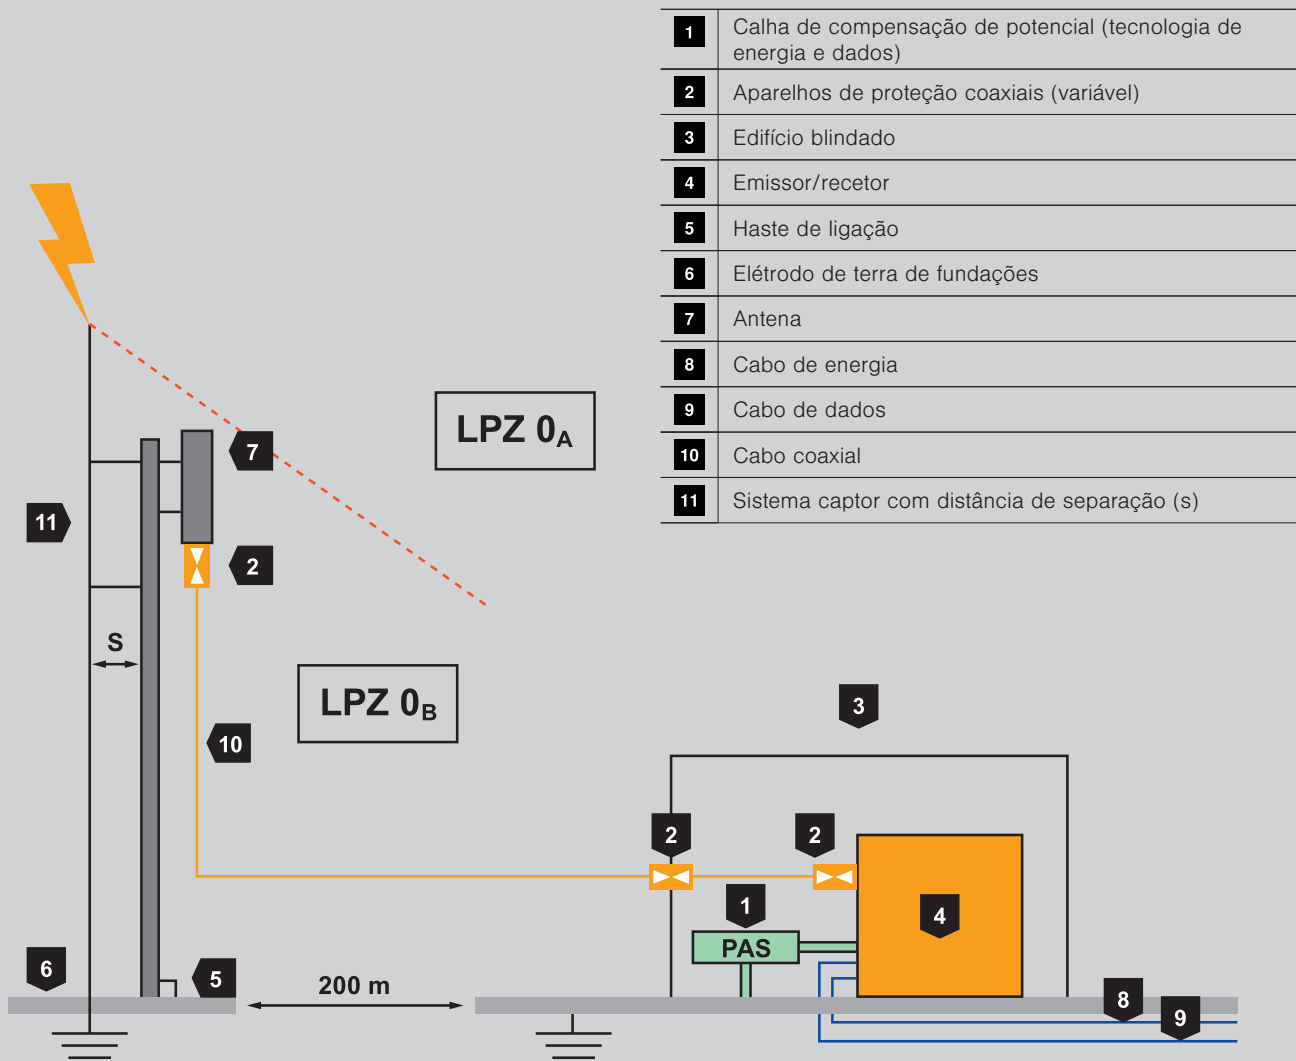 1 Calha de compensação de potencial (tecnologia de
energia e dados)
2 Aparelhos de proteção coaxiais (variável)
3 Edifício blindado
4 Emissor/recetor
5 Haste de ligação
6 Elétrodo de terra de fundações
7 Antena
8 Cabo de energia
9 Cabo de dados
10 Cabo coaxial
11 Sistema captor com distância de separação (s)
LPZ 0A
7
11
2
S
LPZ 0B
3
10
2
2
1
4
PAS
6
5
200 m
8
9